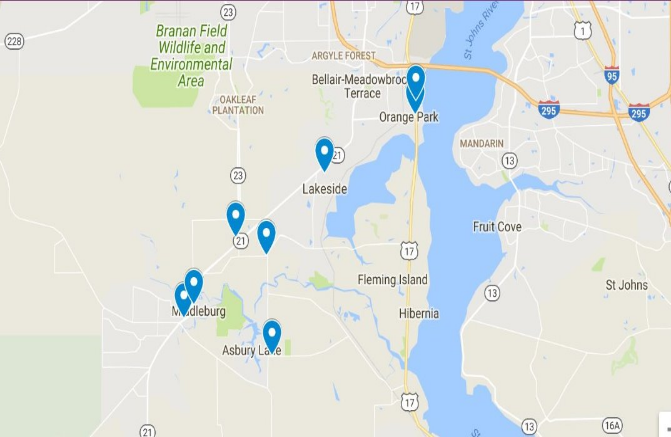 23
17
228
St Johns River
1
Branan Field
Wildlife and
Environmental
Area
ARGYLE FOREST
95
Bellair-Meadowbroo
Terrace
OAKLEAF
PLANTATION
295
295
Orange Park
MANDARIN
21
13
23
Lakeside
21
Fruit Cove
17
Fleming Island
St Johns
13
Hibernia
Middleburg
Asbury Lake
17
21
13
16A